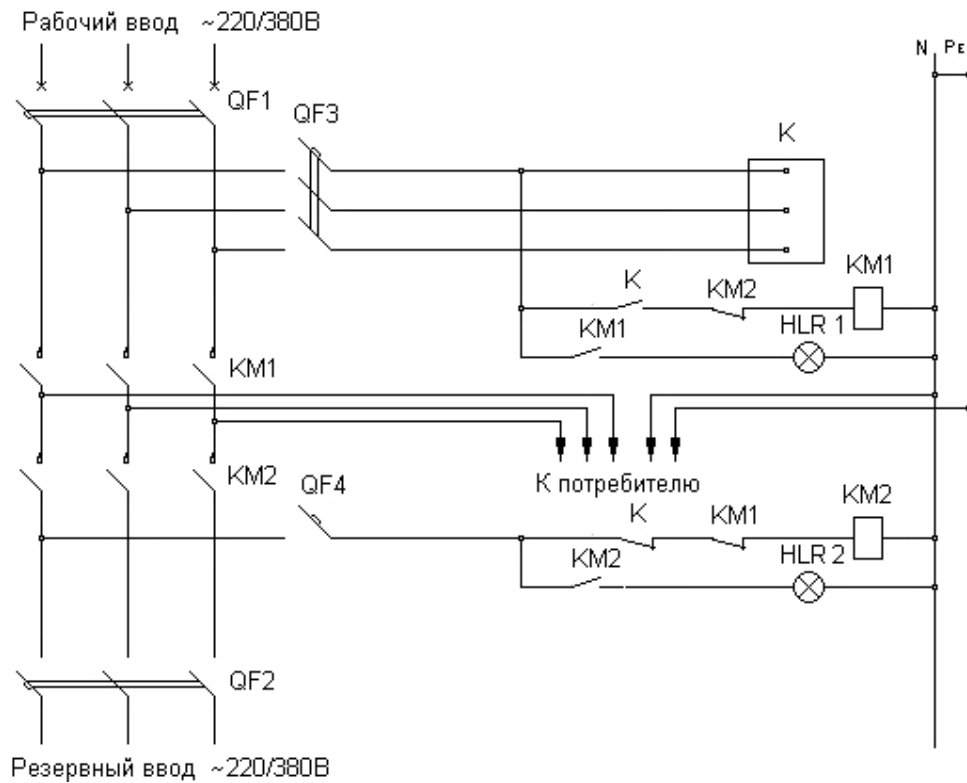 Рабочий ввод ~220/380В
N PE
QF1
QF3
K
K
KM2
KM1
KM1
HLR 1
KM1
KM2
QF4
К потребителю
K
KM1
KM2
KM2
HLR 2
QF2
Резервный ввод ~220/380В